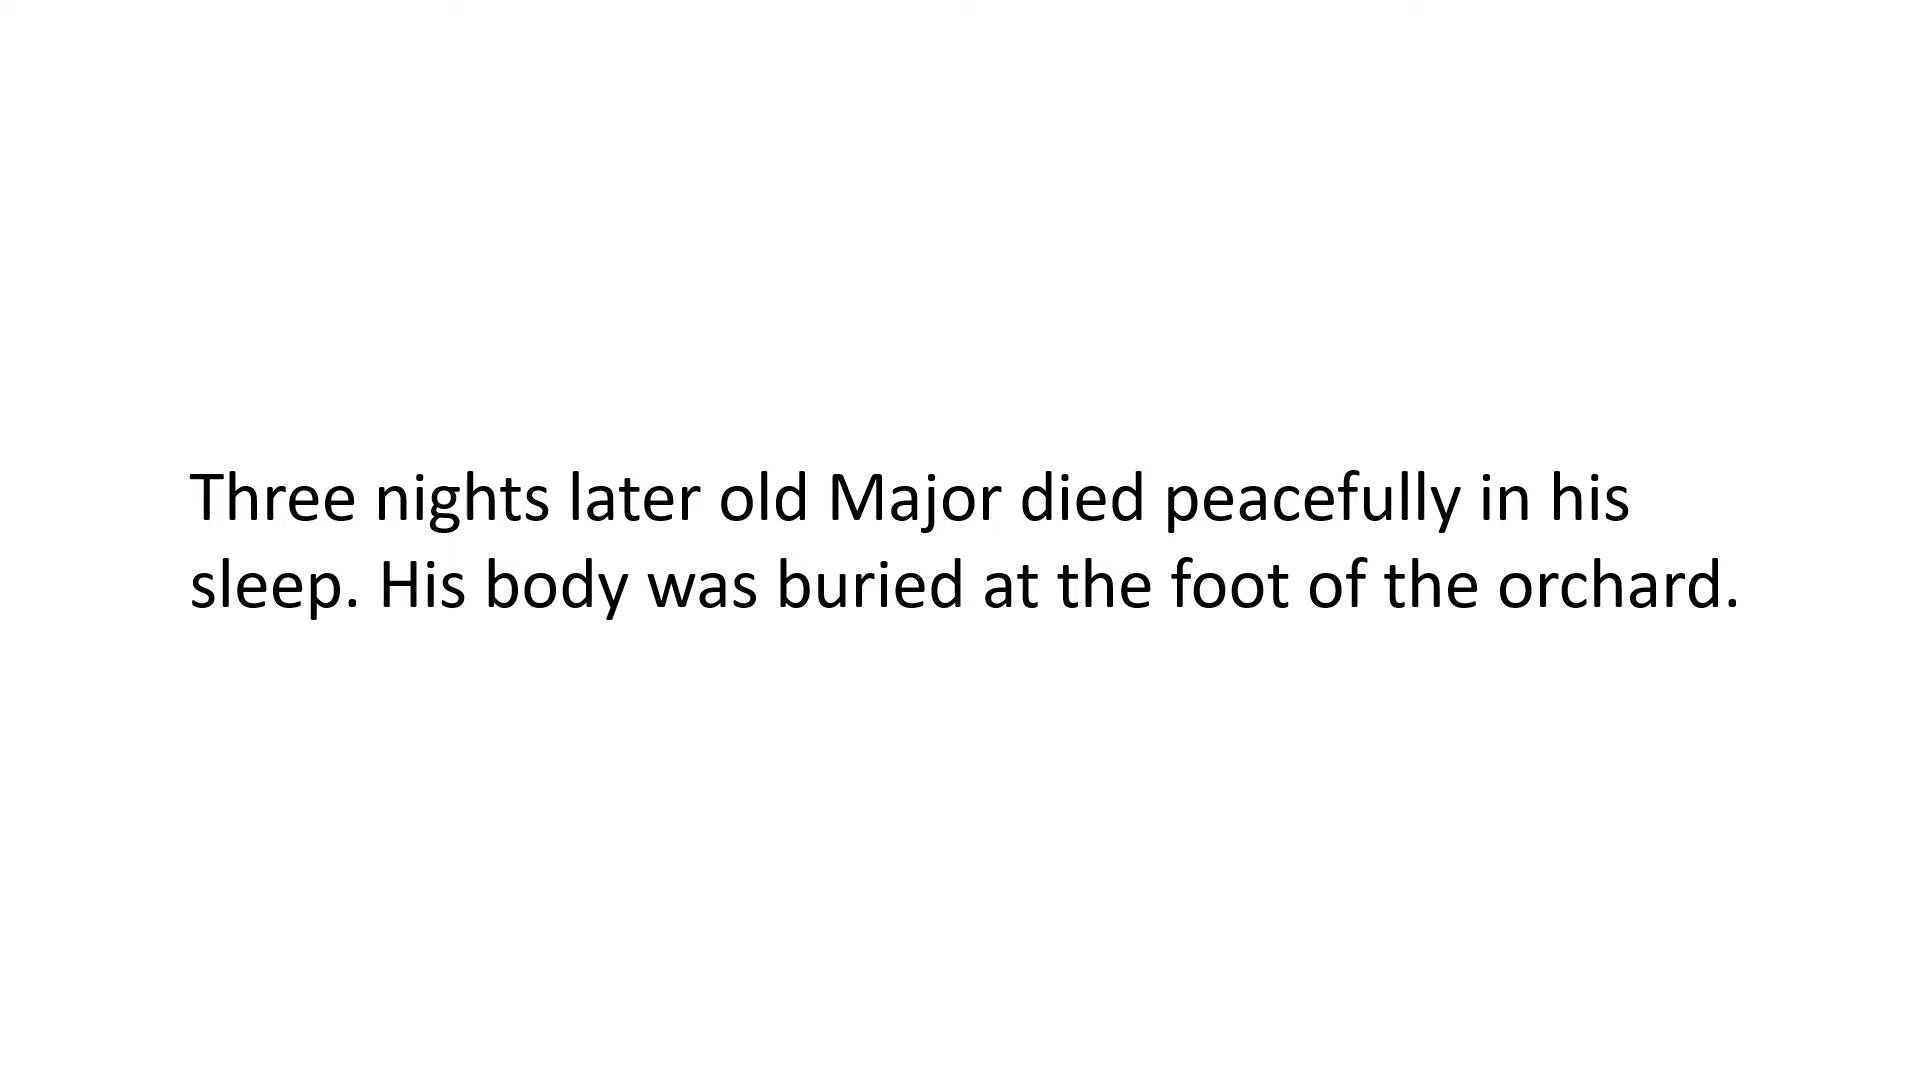 Three nights later old Major died peacefully in his
sleep. His body was buried at the foot of the orchard.